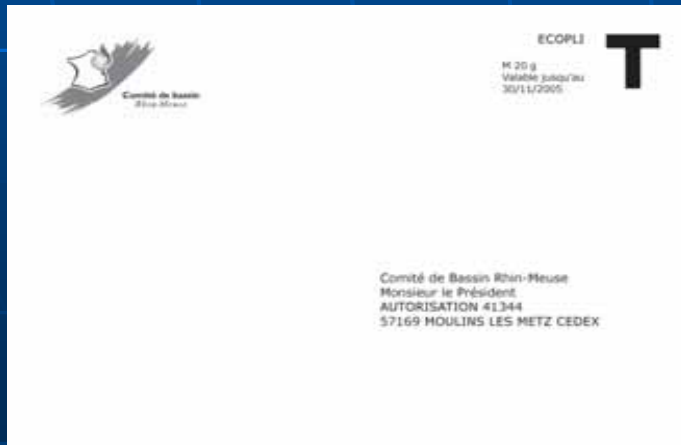 Comité de bassin
Rhin-Meuse
ECOPLI
T
M 20 g
Valable jusqu'au
30/11/2005
Comité de Bassin Rhin-Meuse
Monsieur le Président
AUTORISATION 41344
57169 MOULINS LES METZ CEDEX